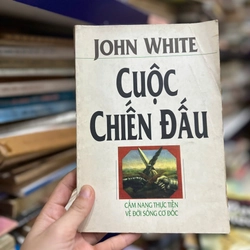 JOHN WHITE
CUỘC
CHIẾN ĐẤU
CẨM NANG THỰC TIỄN
VỀ ĐỜI SỐNG CƠ ĐỐC